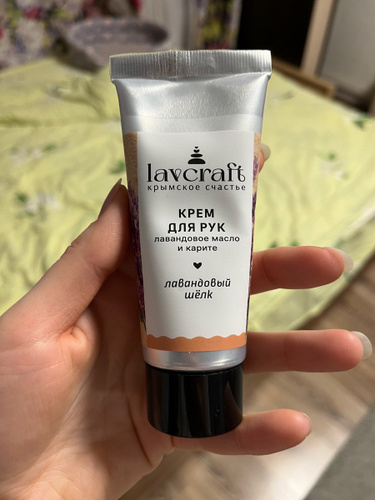 lavcraft
крымское счастье
КРЕМ
ДЛЯ РУК
лавандовое масло
и карите
лавандовый
шёлк